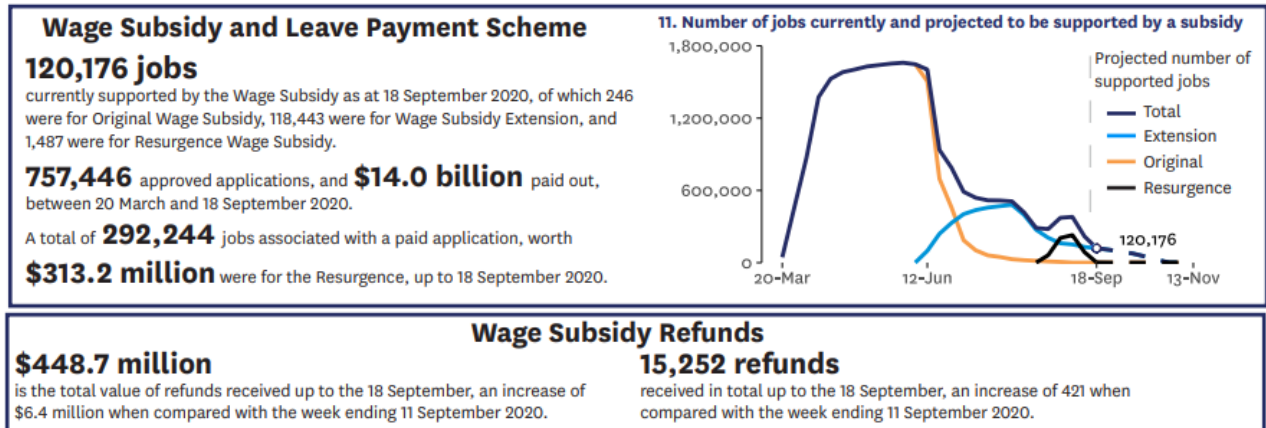 Wage Subsidy and Leave Payment Scheme
120,176 jobs
currently supported by the Wage Subsidy as at 18 September 2020, of which 246
were for Original Wage Subsidy, 118,443 were for Wage Subsidy Extension, and
1,487 were for Resurgence Wage Subsidy.
757,446 approved applications, and $14.0 billion paid out,
between 20 March and 18 September 2020.
A total of 292,244 jobs associated with a paid application, worth
$313.2 million were for the Resurgence, up to 18 September 2020.
11. Number of jobs currently and projected to be supported by a subsidy
1,800,000
1,200,000
600,000
0
20-Mar
12-Jun
18-Sep
13-Nov
Projected number of
supported jobs
Total
Extension
Original
Resurgence
120,176
Wage Subsidy Refunds
$448.7 million
is the total value of refunds received up to the 18 September, an increase of
$6.4 million when compared with the week ending 11 September 2020.
15,252 refunds
received in total up to the 18 September, an increase of 421 when
compared with the week ending 11 September 2020.